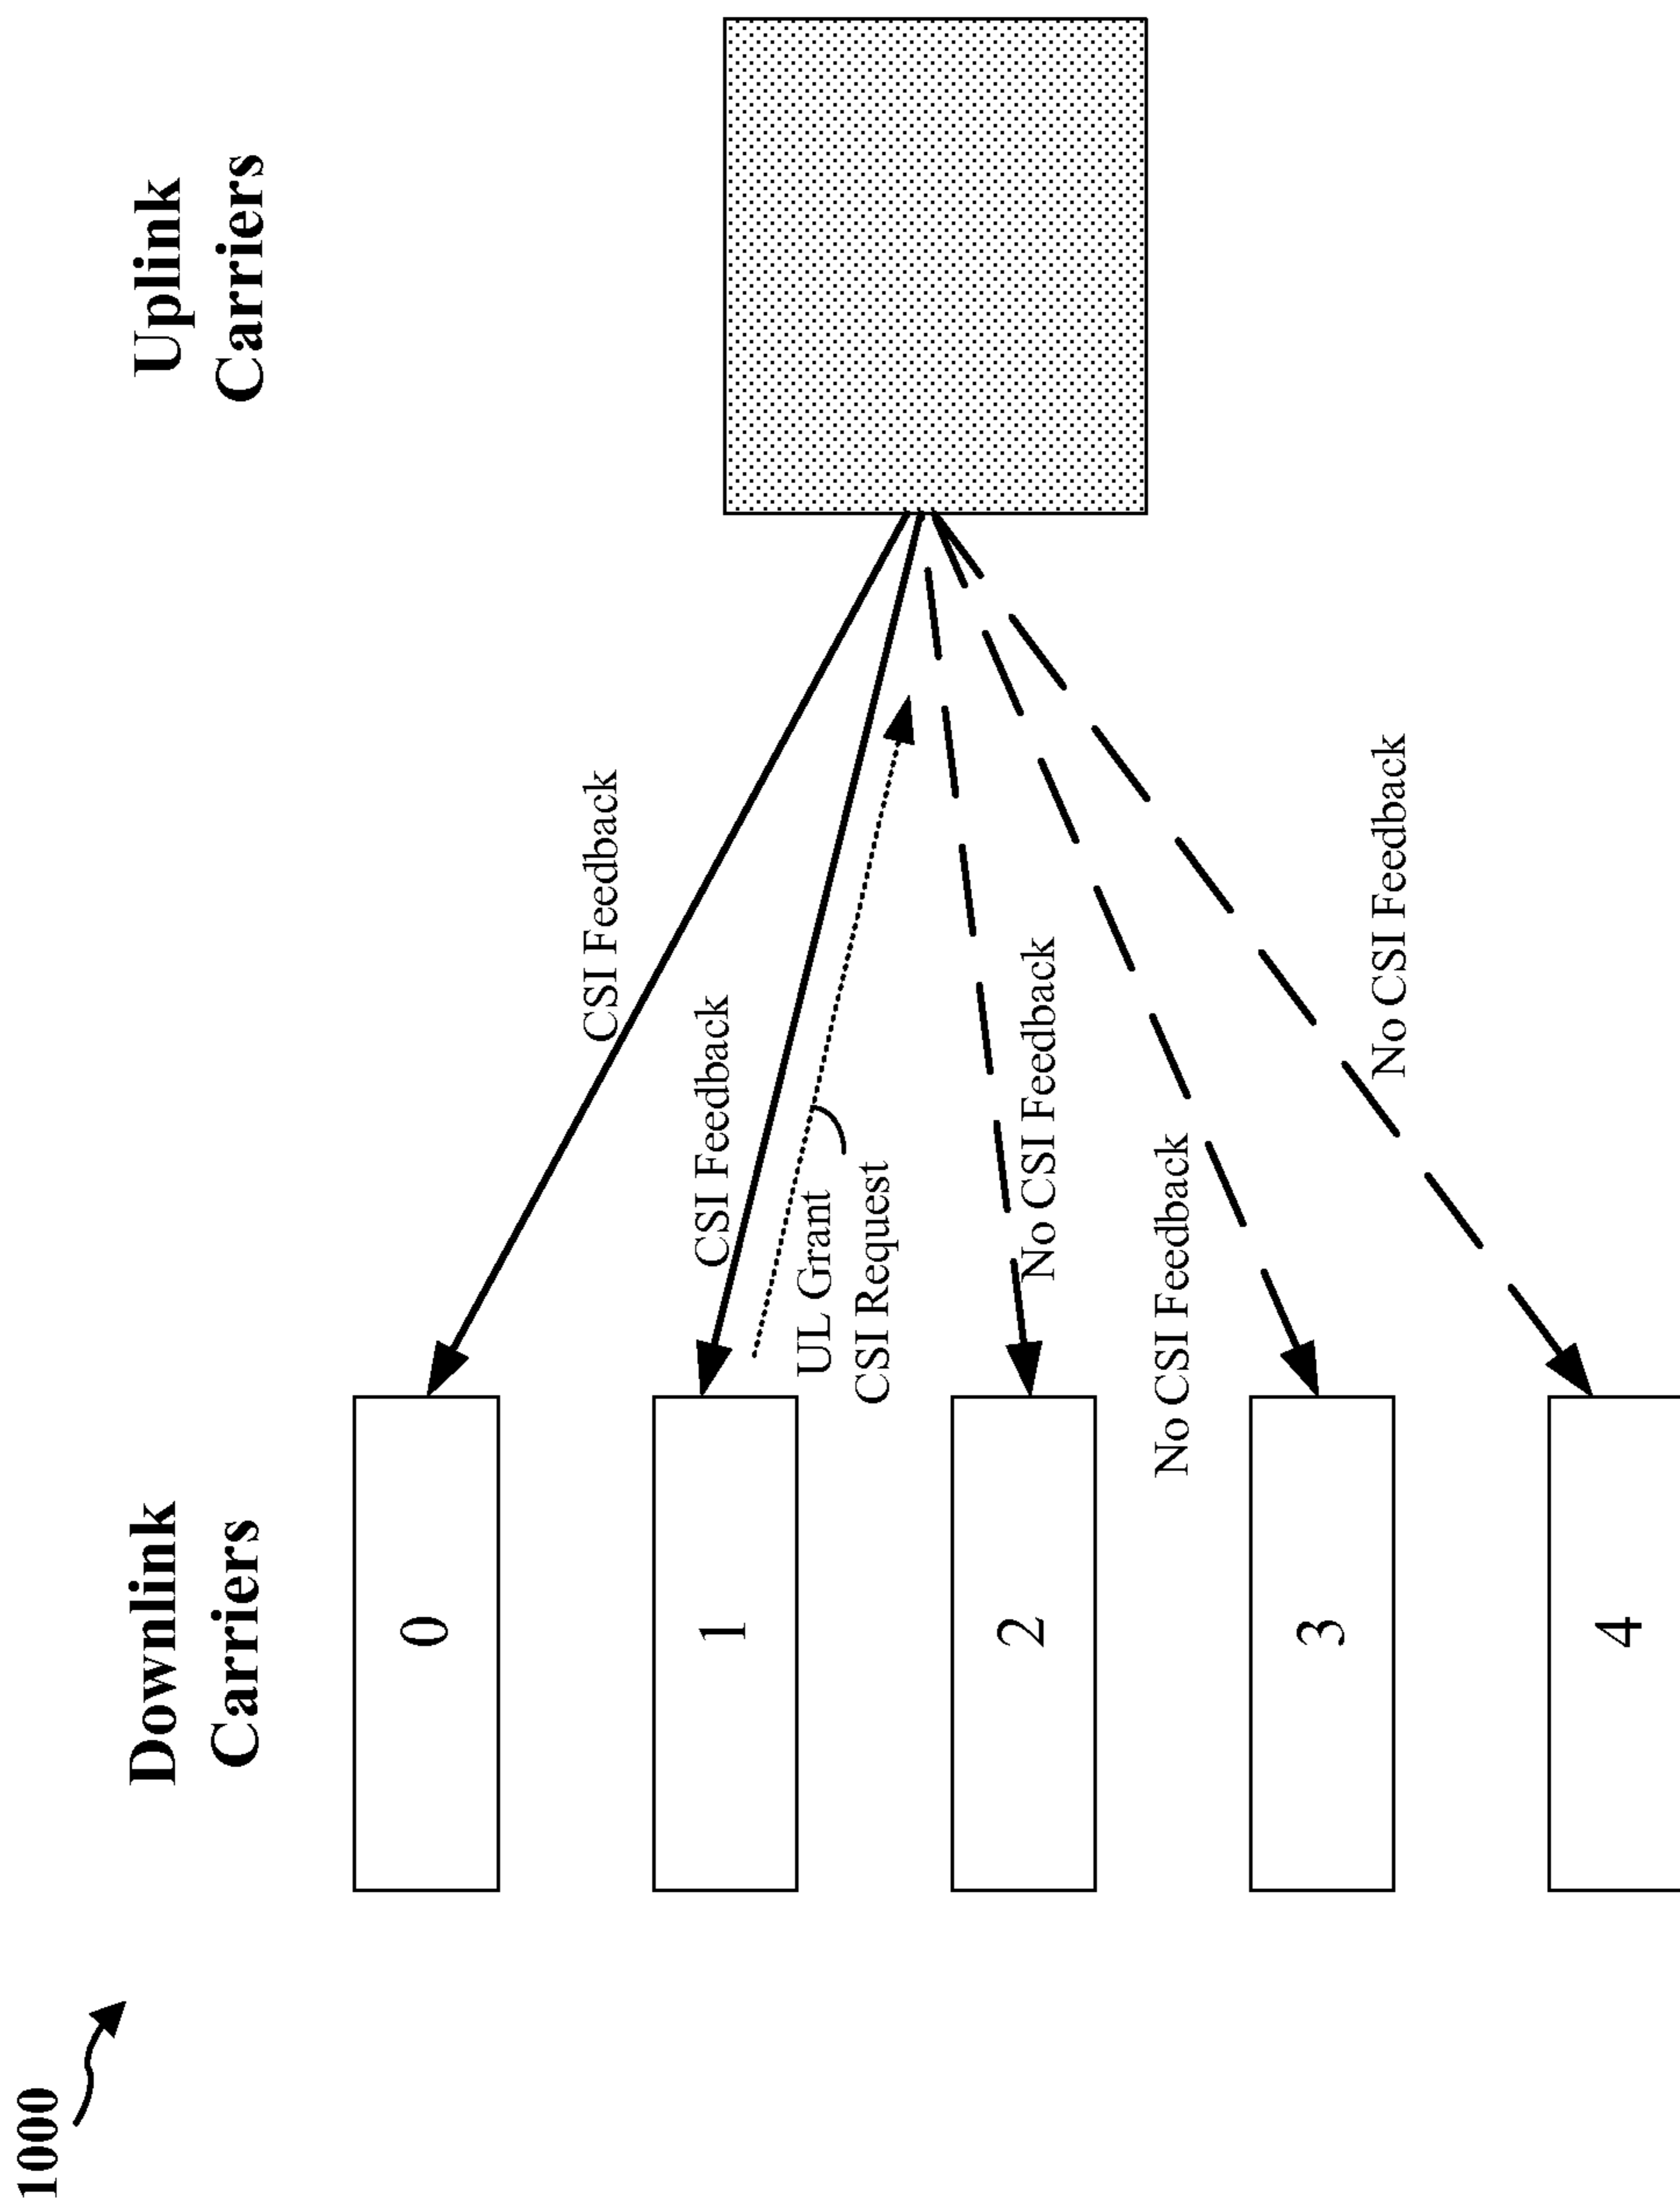 1000
Downlink
Carriers
Uplink
Carriers
0
1
2
3
4
CSI Feedback
CSI Feedback
UL Grant
CSI Request
No CSI Feedback
No CSI Feedback
No CSI Feedback